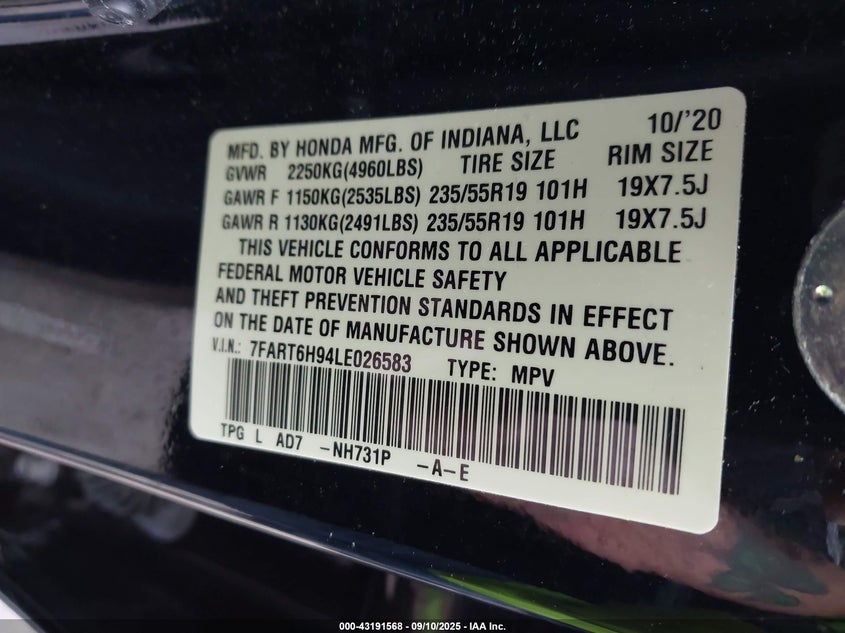 MFD. BY HONDA MFG. OF INDIANA, LLC 10/'20
GVWR 2250KG(4960LBS) TIRE SIZE RIM SIZE
GAWR F 1150KG(2535LBS) 235/55R19 101H 19X7.5J
GAWR R 1130KG(2491LBS) 235/55R19 101H 19X7.5J
THIS VEHICLE CONFORMS TO ALL APPLICABLE
FEDERAL MOTOR VEHICLE SAFETY
AND THEFT PREVENTION STANDARDS IN EFFECT
ON THE DATE OF MANUFACTURE SHOWN ABOVE.
V.I.N.: 7FART6H94LE026583 TYPE: MPV
TPG L AD7 -NH731P -A-E
000-43191568 - 09/10/2025 - IAA Inc.